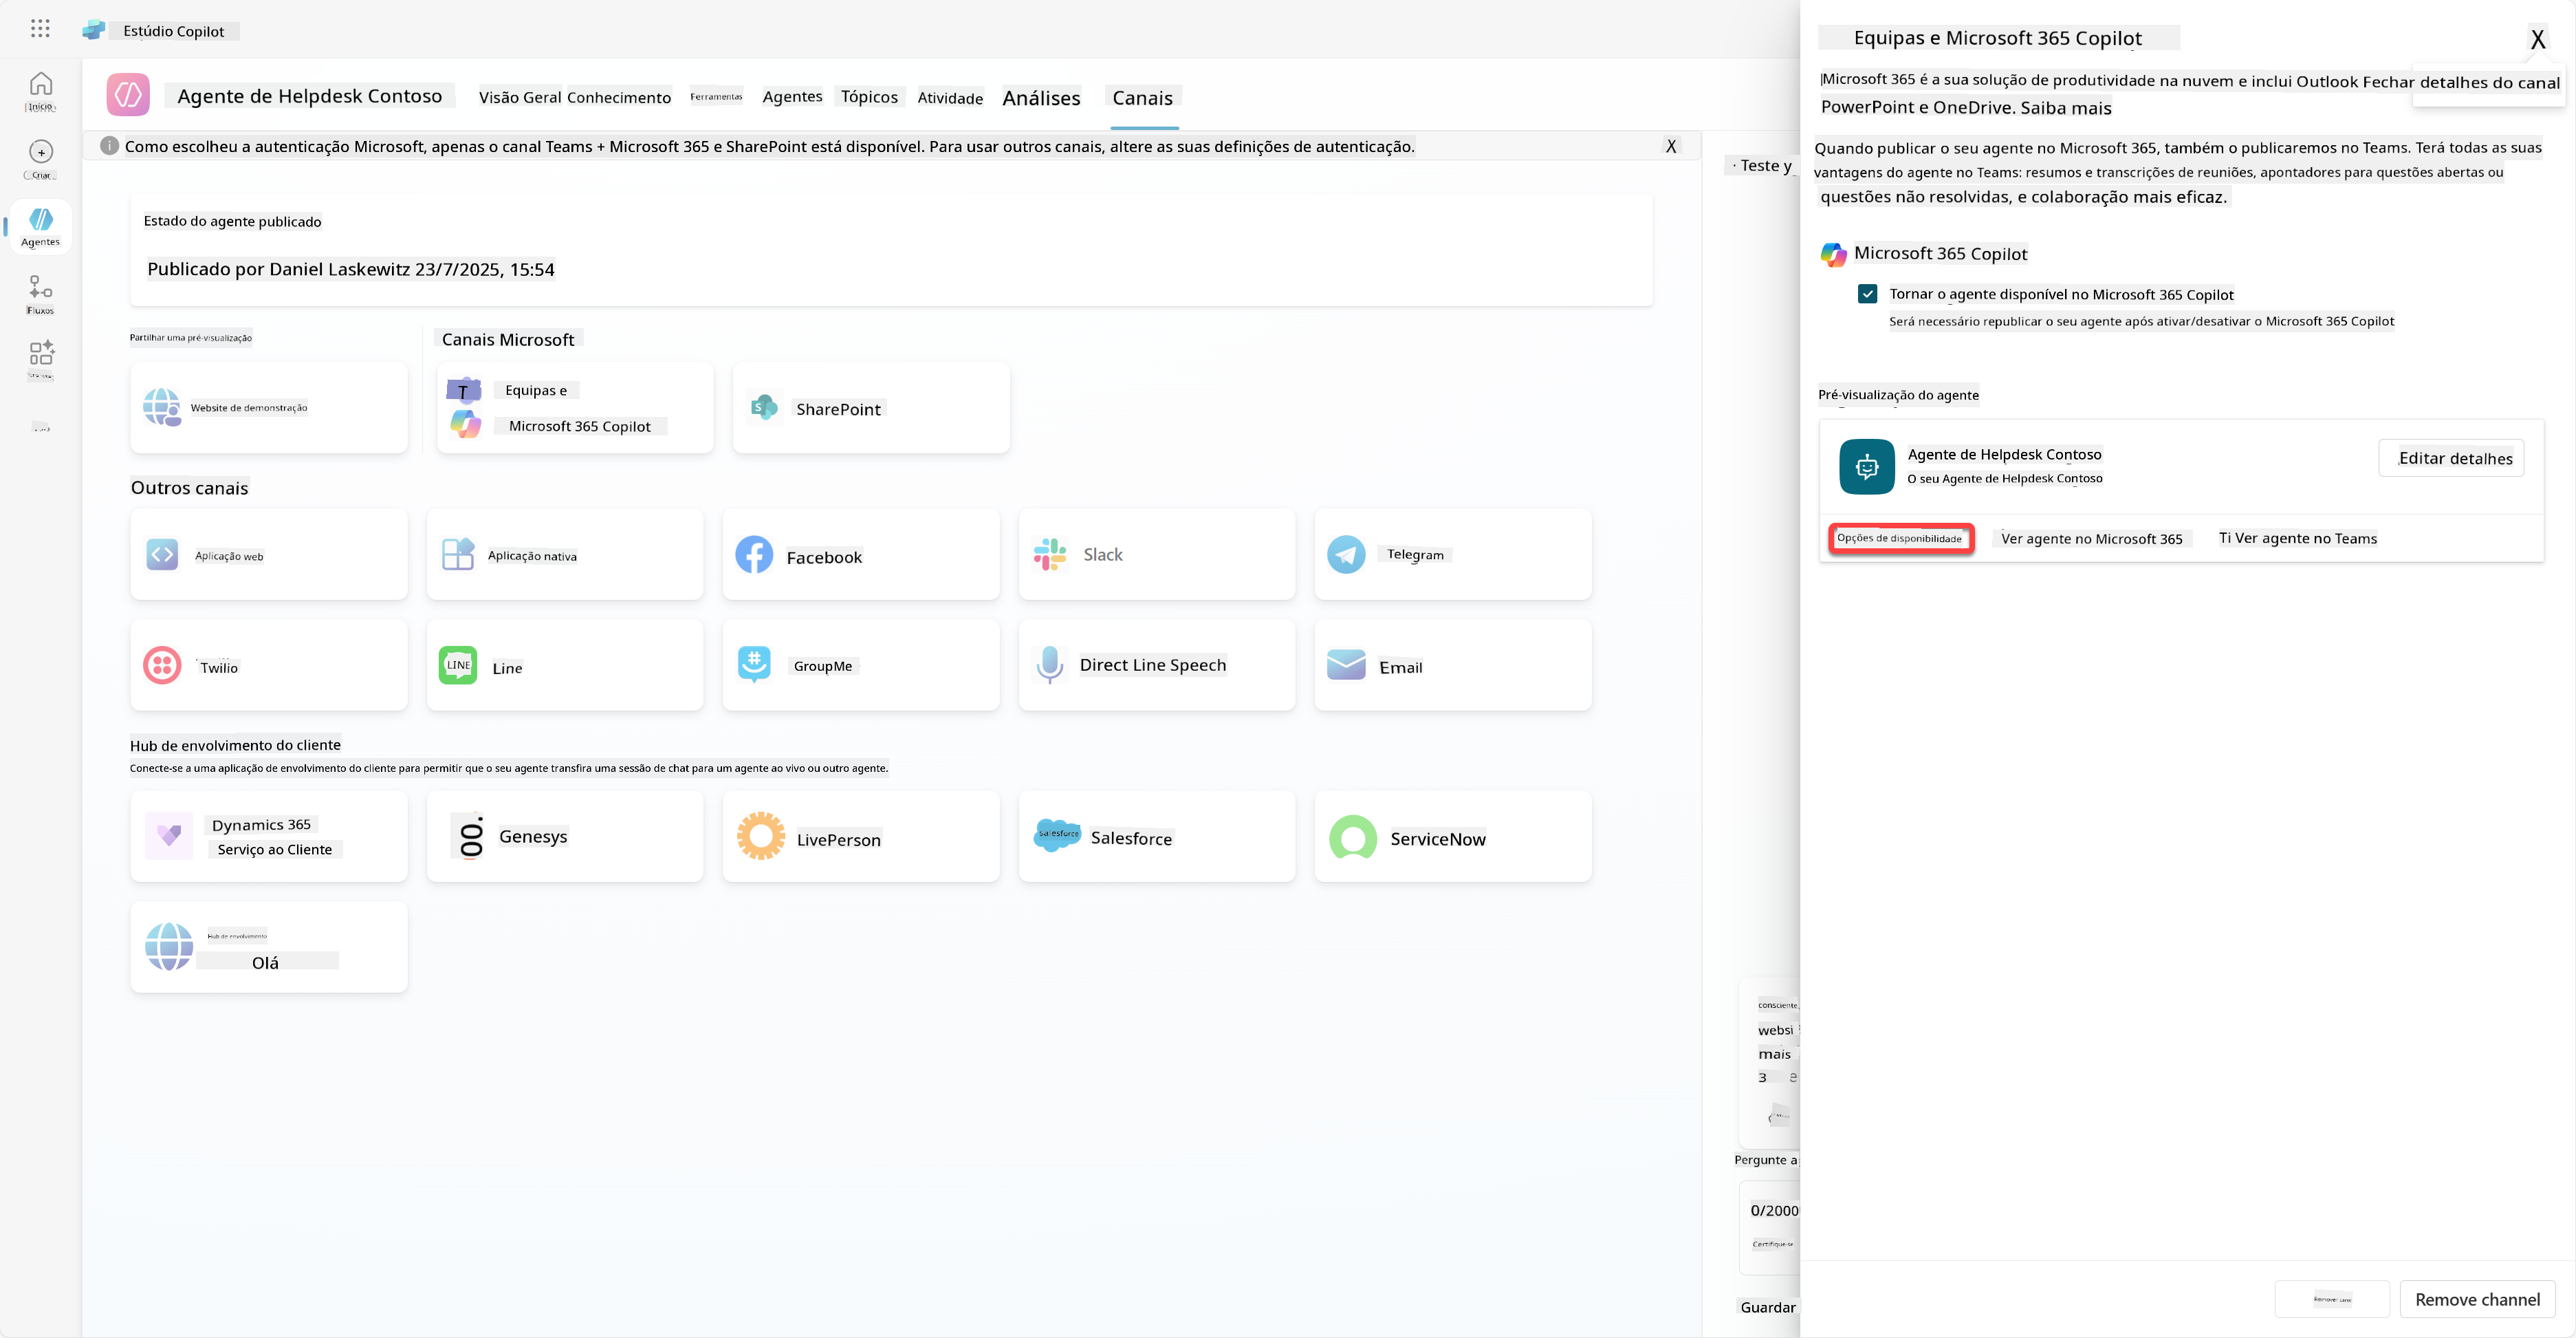 Estúdio Copilot
Início
Criar
Agentes
Fluxos
Agente de Helpdesk Contoso
Visão Geral
Conhecimento
Ferramentas
Agentes
Tópicos
Atividade
Análises
Canais
Como escolheu a autenticação Microsoft, apenas o canal Teams + Microsoft 365 e SharePoint está disponível. Para usar outros canais, altere as suas definições de autenticação.
X
Estado do agente publicado
Publicado por Daniel Laskewitz 23/7/2025, 15:54
Partilhar uma pré-visualização
Website de demonstração
Canais Microsoft
T
Equipas e
Microsoft 365 Copilot
S
SharePoint
Outros canais
Aplicação web
Aplicação nativa
Facebook
Slack
Telegram
Twilio
LINE
Line
GroupMe
Direct Line Speech
Email
Hub de envolvimento do cliente
Conecte-se a uma aplicação de envolvimento do cliente para permitir que o seu agente transfira uma sessão de chat para um agente ao vivo ou outro agente.
Dynamics 365
Serviço ao Cliente
Genesys
LivePerson
salesforce
Salesforce
ServiceNow
Hub de envolvimento
Olá
· Teste y
consciente
websi
mais
3 e
Pergunte a
0/2000
Certifique-se
Guardar
Equipas e Microsoft 365 Copilot
X
Microsoft 365 é a sua solução de produtividade na nuvem e inclui Outlook Fechar detalhes do canal
PowerPoint e OneDrive. Saiba mais
Quando publicar o seu agente no Microsoft 365, também o publicaremos no Teams. Terá todas as suas
vantagens do agente no Teams: resumos e transcrições de reuniões, apontadores para questões abertas ou
questões não resolvidas, e colaboração mais eficaz.
Microsoft 365 Copilot
Tornar o agente disponível no Microsoft 365 Copilot
Será necessário republicar o seu agente após ativar/desativar o Microsoft 365 Copilot
Pré-visualização do agente
Agente de Helpdesk Contoso
O seu Agente de Helpdesk Contoso
Editar detalhes
Opções de disponibilidade
Ver agente no Microsoft 365
Ti Ver agente no Teams
Remover canal
Remove channel